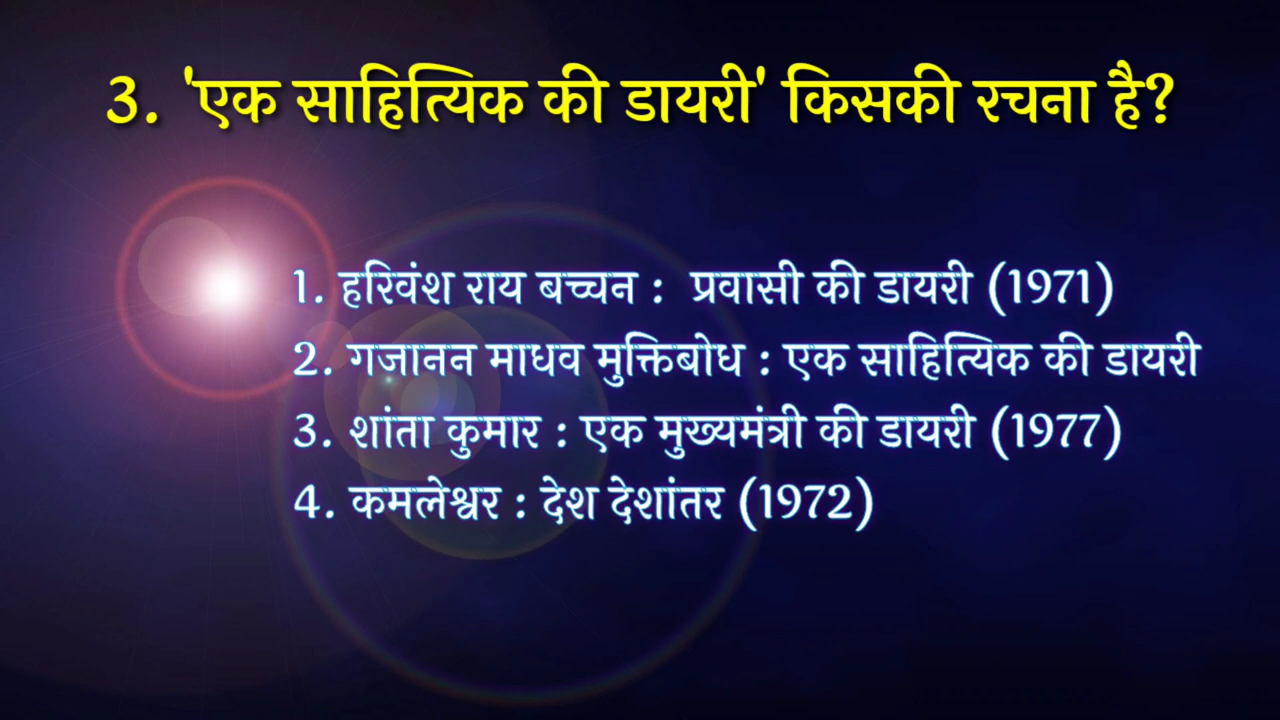 3. 'एक साहित्यिक की डायरी' किसकी रचना है?
1. हरिवंश राय बच्चन : प्रवासी की डायरी (1971)
2. गजानन माधव मुक्तिबोध : एक साहित्यिक की डायरी
3. शांता कुमार : एक मुख्यमंत्री की डायरी (1977)
4. कमलेश्वर : देश देशांतर (1972)